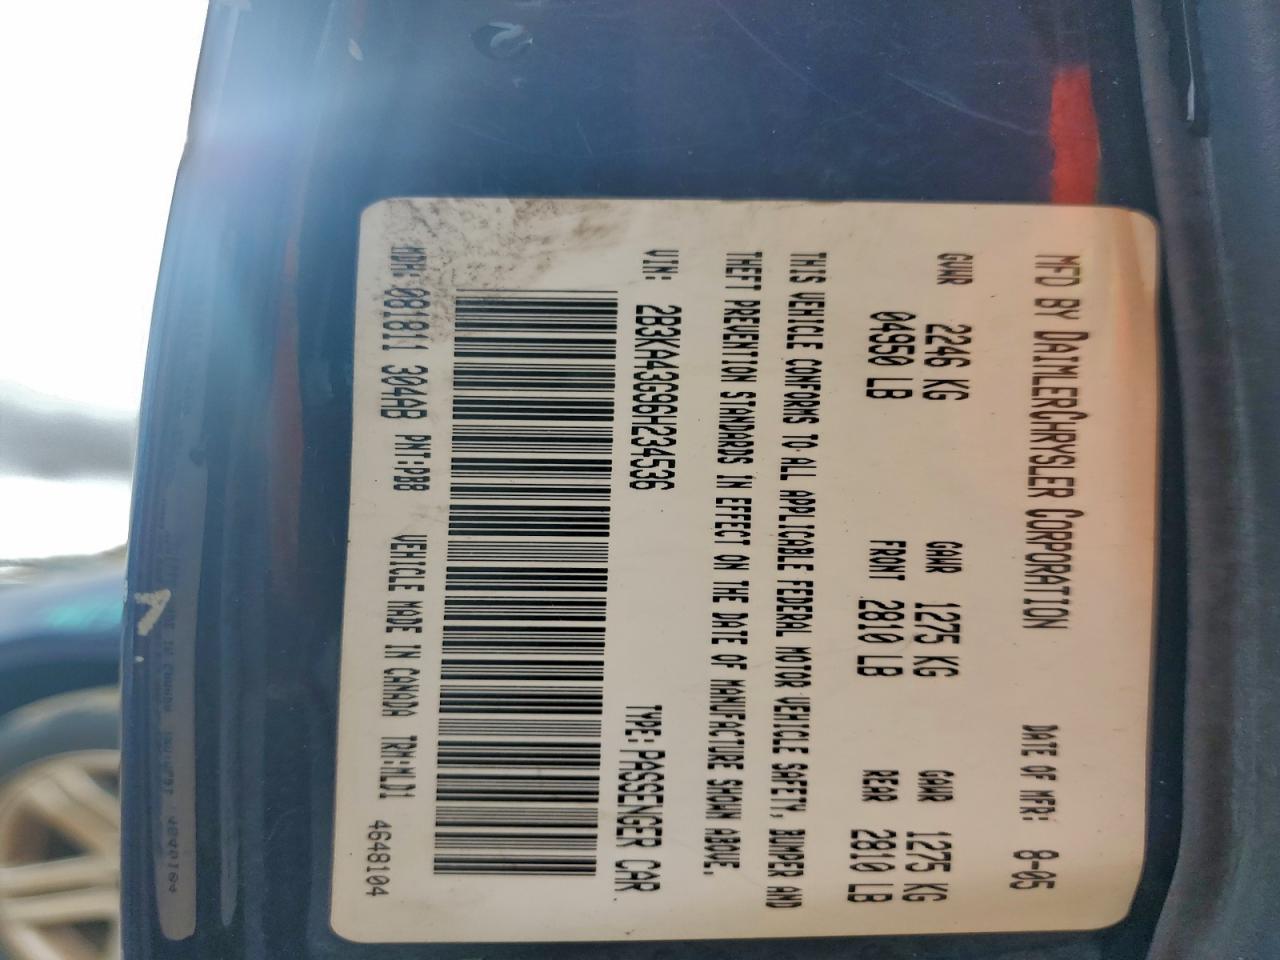 MFD BY DAIMLERCHRYSLER CORPORATION DATE OF MFR: 8-05
GVWR 2246 KG GAWR 1275 KG GAWR 1275 KG
04950 LB FRONT 2810 LB REAR 2810 LB
THIS VEHICLE CONFORMS TO ALL APPLICABLE FEDERAL MOTOR VEHICLE SAFETY, BUMPER AND
THEFT PREVENTION STANDARDS IN EFFECT ON THE DATE OF MANUFACTURE SHOWN ABOVE.
VIN: 2B3KA43G96H234536 TYPE: PASSENGER CAR
MDH: 081811 304AB PNT:PBB VEHICLE MADE IN CANADA TRM:MLD1
4648104